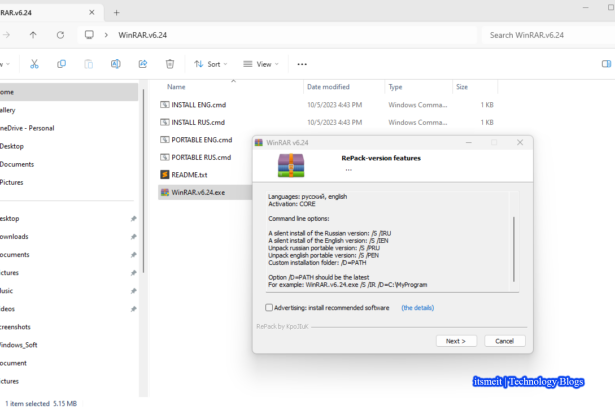 RAR.v6.24
WinRAR.v6.24
Search WinRAR.v6.24
Sort
View
Name
Date modified
Type
Size
ome
allery
neDrive - Personal
Desktop
Documents
Pictures
esktop
ownloads
ocuments
ctures
usic
deos
creenshots
indows_Soft
ocument
ctures
INSTALL ENG.cmd
10/5/2023 4:43 PM
Windows Comma...
1 KB
INSTALL RUS.cmd
10/5/2023 4:43 PM
Windows Comma...
1 KB
PORTABLE ENG.cmd
PORTABLE RUS.cmd
README.txt
WinRAR.v6.24.exe
WinRAR v6.24
RePack-version features
...
Languages: русский, english
Activation: CORE
Command line options:
A silent install of the Russian version: /S /IRU
A silent install of the English version: /S /IEN
Unpack russian portable version: /S /PRU
Unpack english portable version: /S /PEN
Custom installation folder: /D=PATH
Option /D=PATH should be the latest
For example: WinRAR.v6.24.exe /S /IR /D=C:\MyProgram
Advertising: install recommended software
(the details)
RePack by KpoJIuK
Next >
Cancel
itsmeit | Technology Blogs
1 item selected 5.15 MB